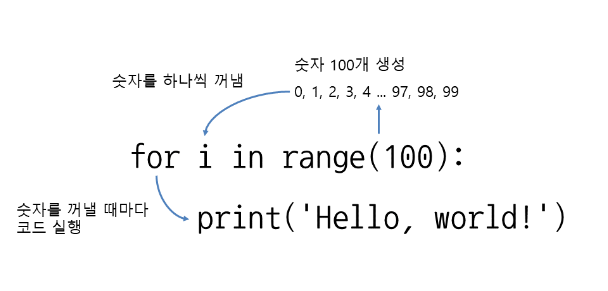 숫자 100개 생성
숫자를 하나씩 꺼냄
0, 1, 2, 3, 4 ... 97, 98, 99
for i in range(100):
숫자를 꺼낼 때마다
코드 실행
print('Hello, world!')